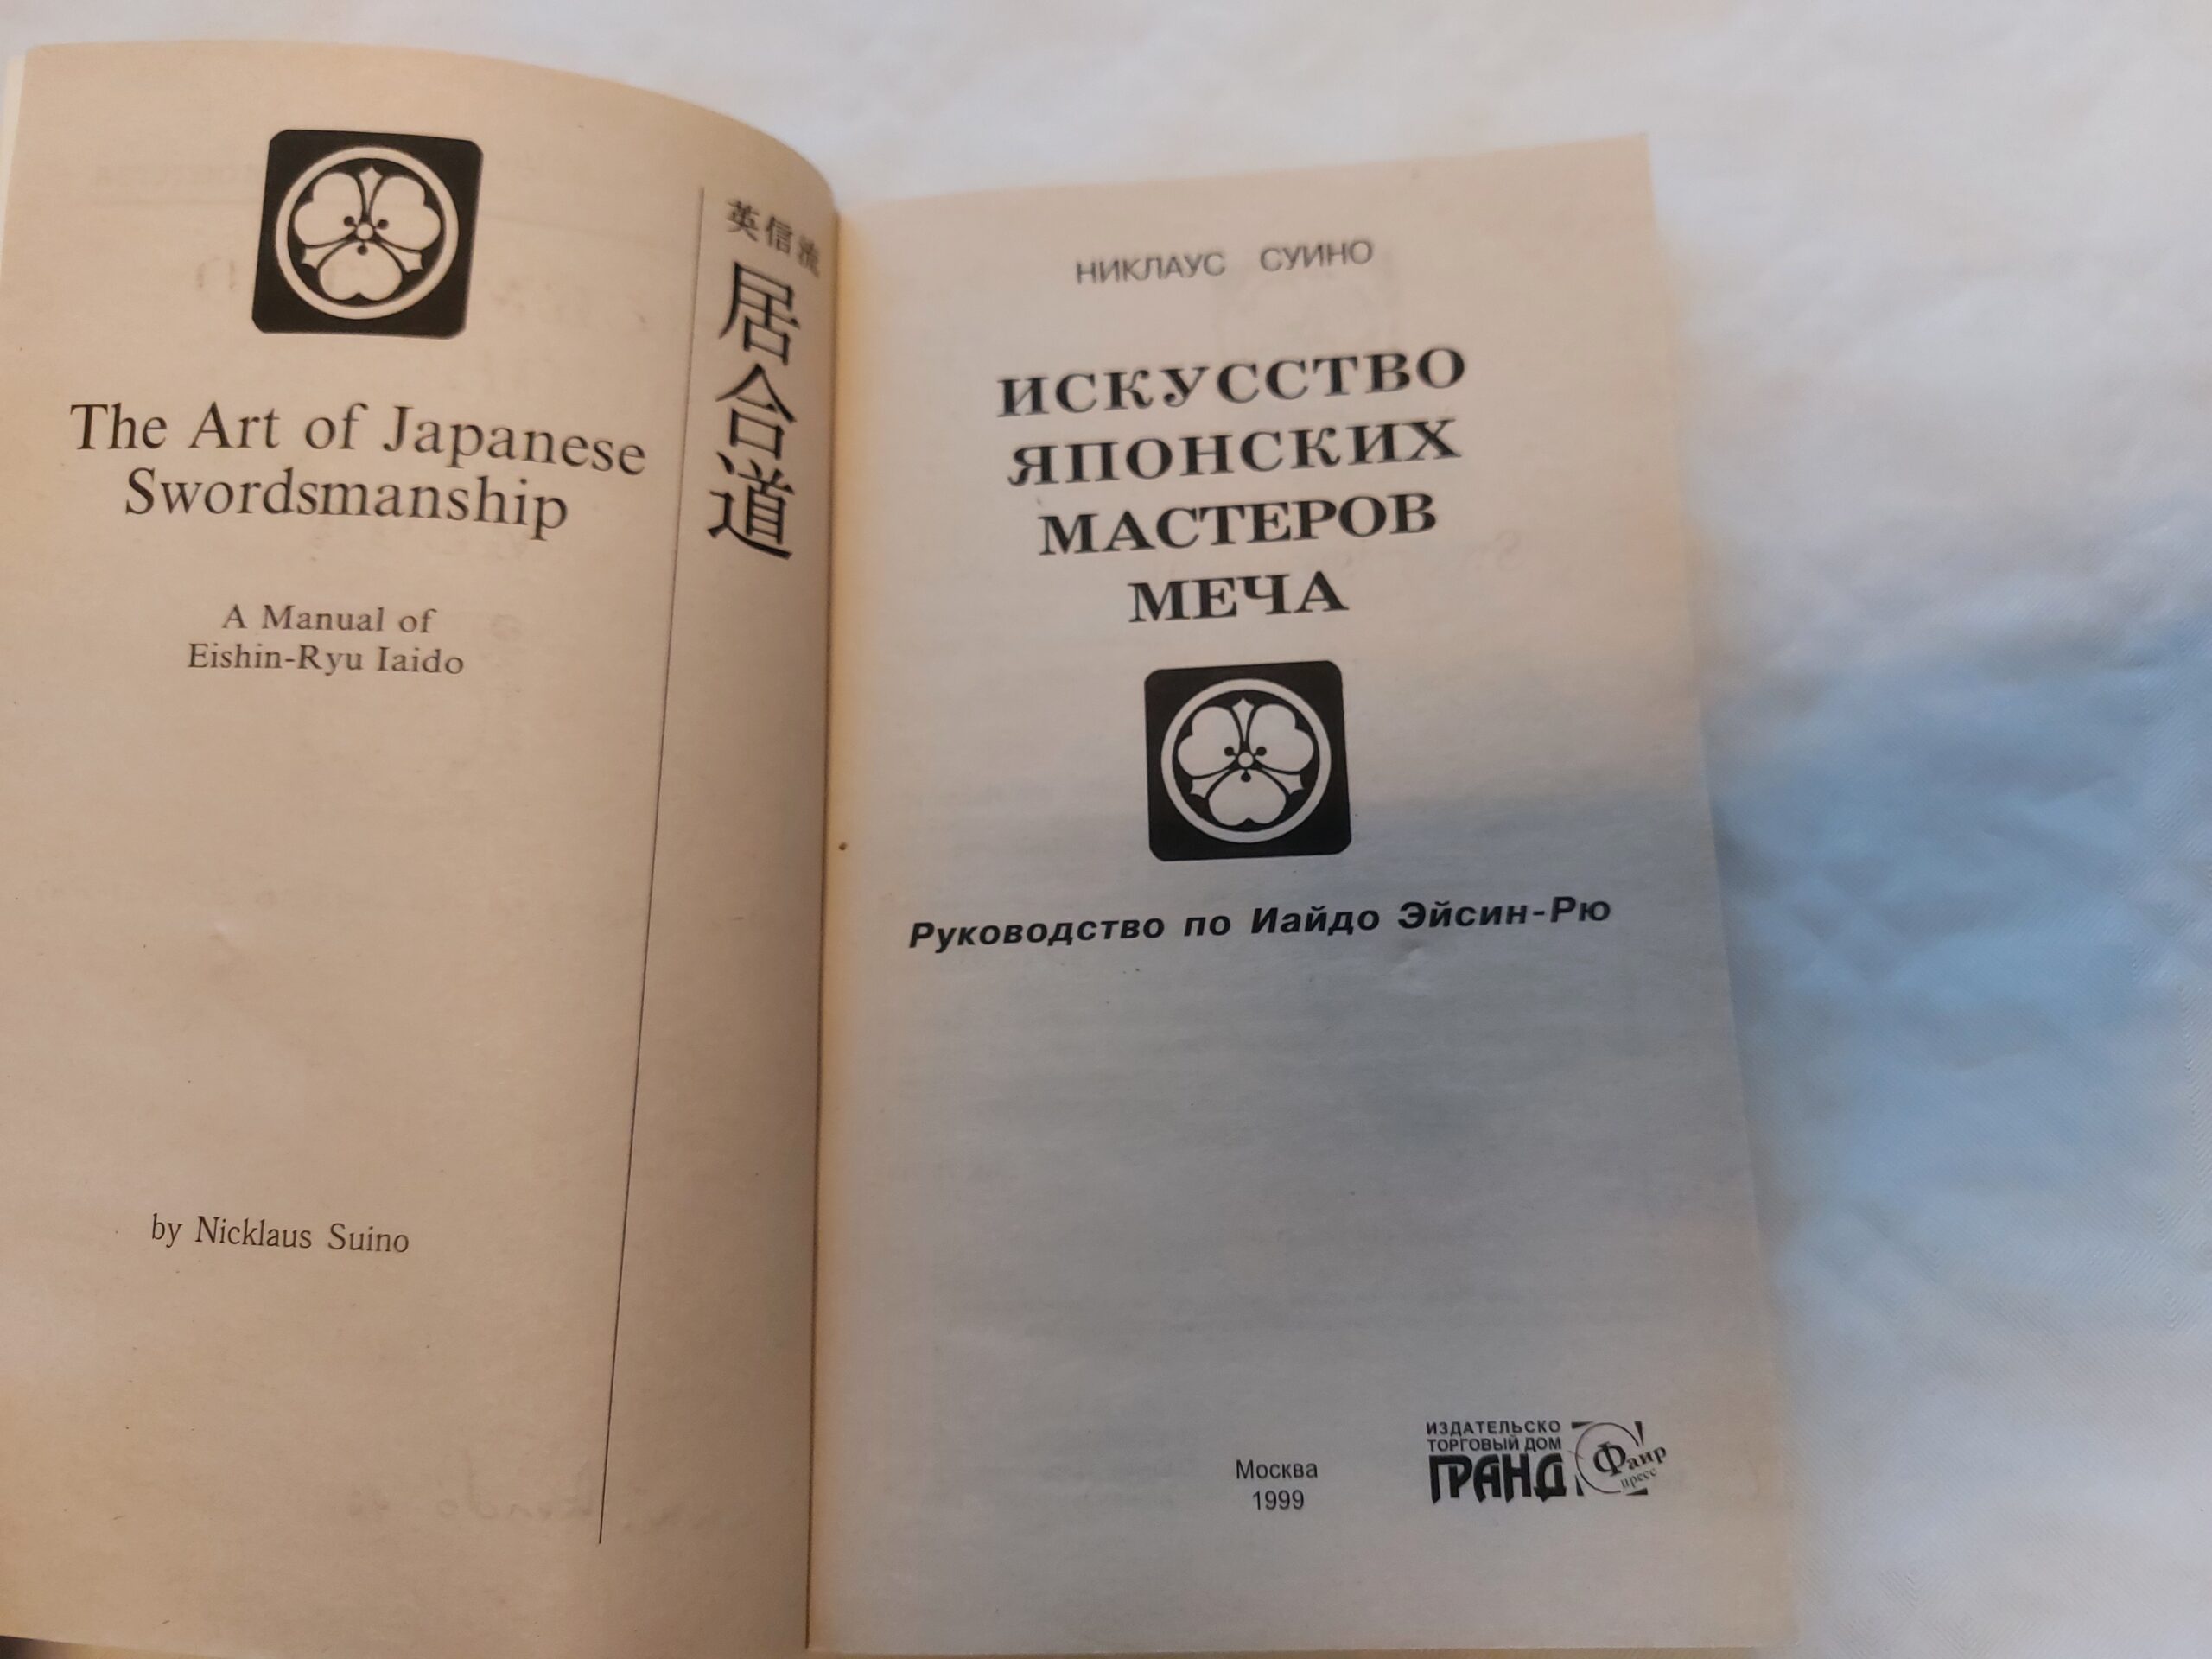 The Art of Japanese
Swordsmanship
A Manual of
Eishin-Ryu Iaido
by Nicklaus Suino
英信流
居合道
НИКЛАУС СУИНО
ИСКУССТВО
ЯПОНСКИХ
МАСТЕРОВ
МЕЧА
Руководство по Иайдо Эйсин-Рю
Москва
1999
ИЗДАТЕЛЬСКО
ТОРГОВЫЙ ДОМ
ГРАНД
Фаир
пресс